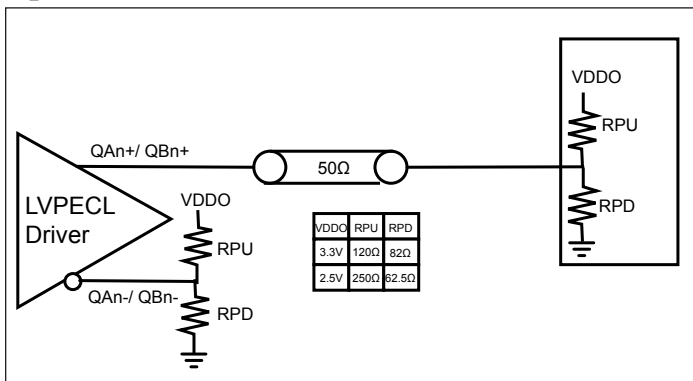 VDDO
RPU
QAn+/ QBn+
50Ω
RPD
LVPECL
Driver
VDDO
RPU
QAn-/ QBn-
RPD
VDDO RPU RPD
3.3V 120Ω 82Ω
2.5V 250Ω 62.5Ω